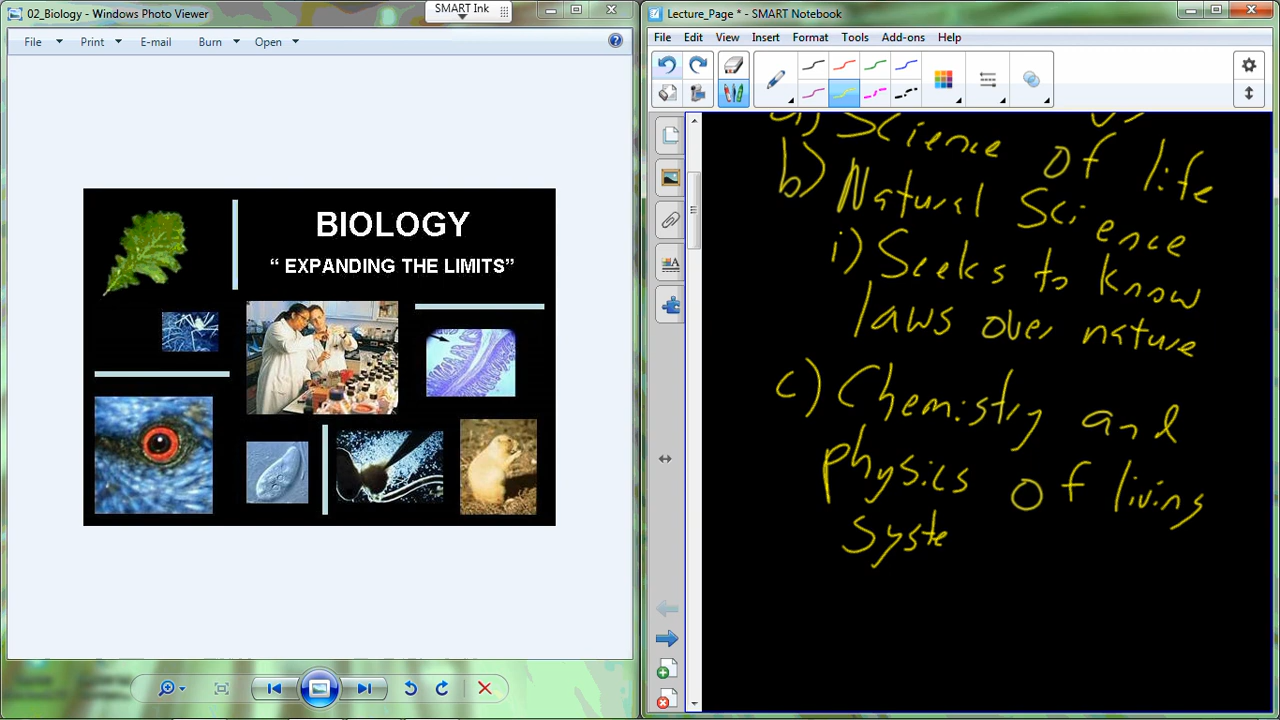 02_Biology - Windows Photo Viewer
SMART Ink
File Print E-mail Burn Open
BIOLOGY
“ EXPANDING THE LIMITS”
Lecture_Page * - SMART Notebook
File Edit View Insert Format Tools Add-ons Help
a) Science of life
b) Natural Science
i) Seeks to know
laws over nature
c) Chemistry and
physics of living
syste